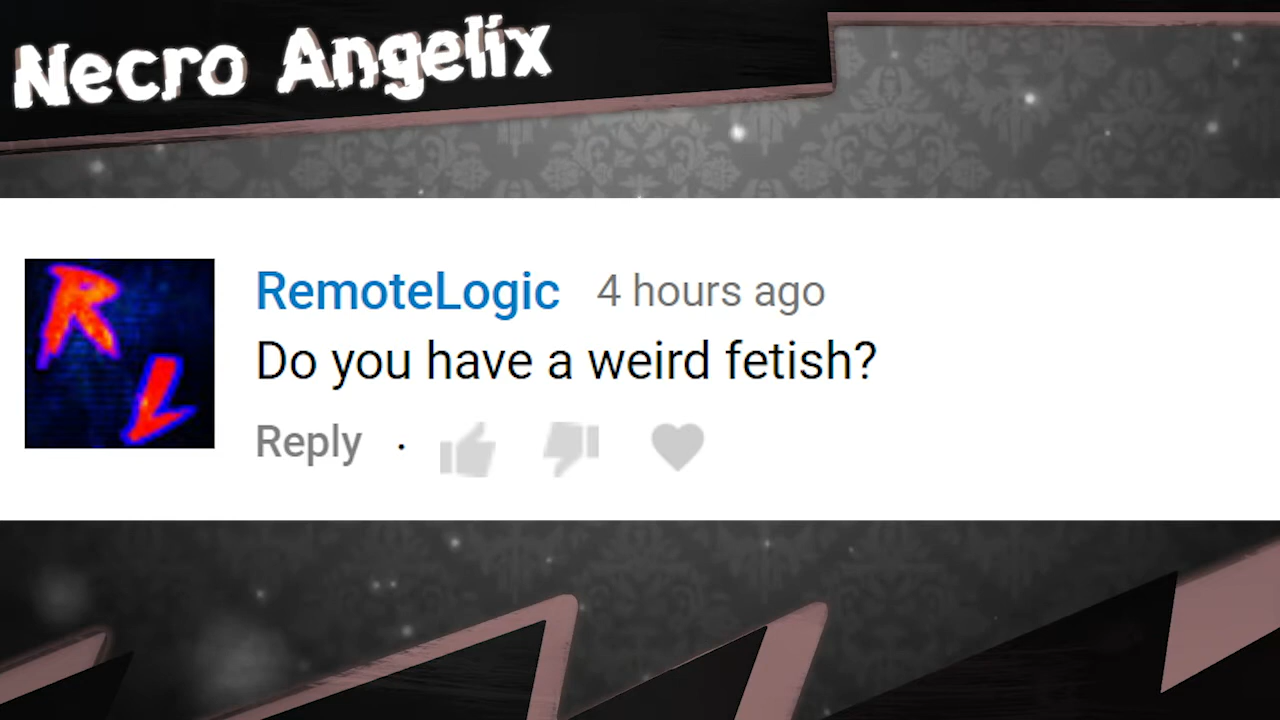 Necro Angelix
R
L
RemoteLogic 4 hours ago
Do you have a weird fetish?
Reply ·